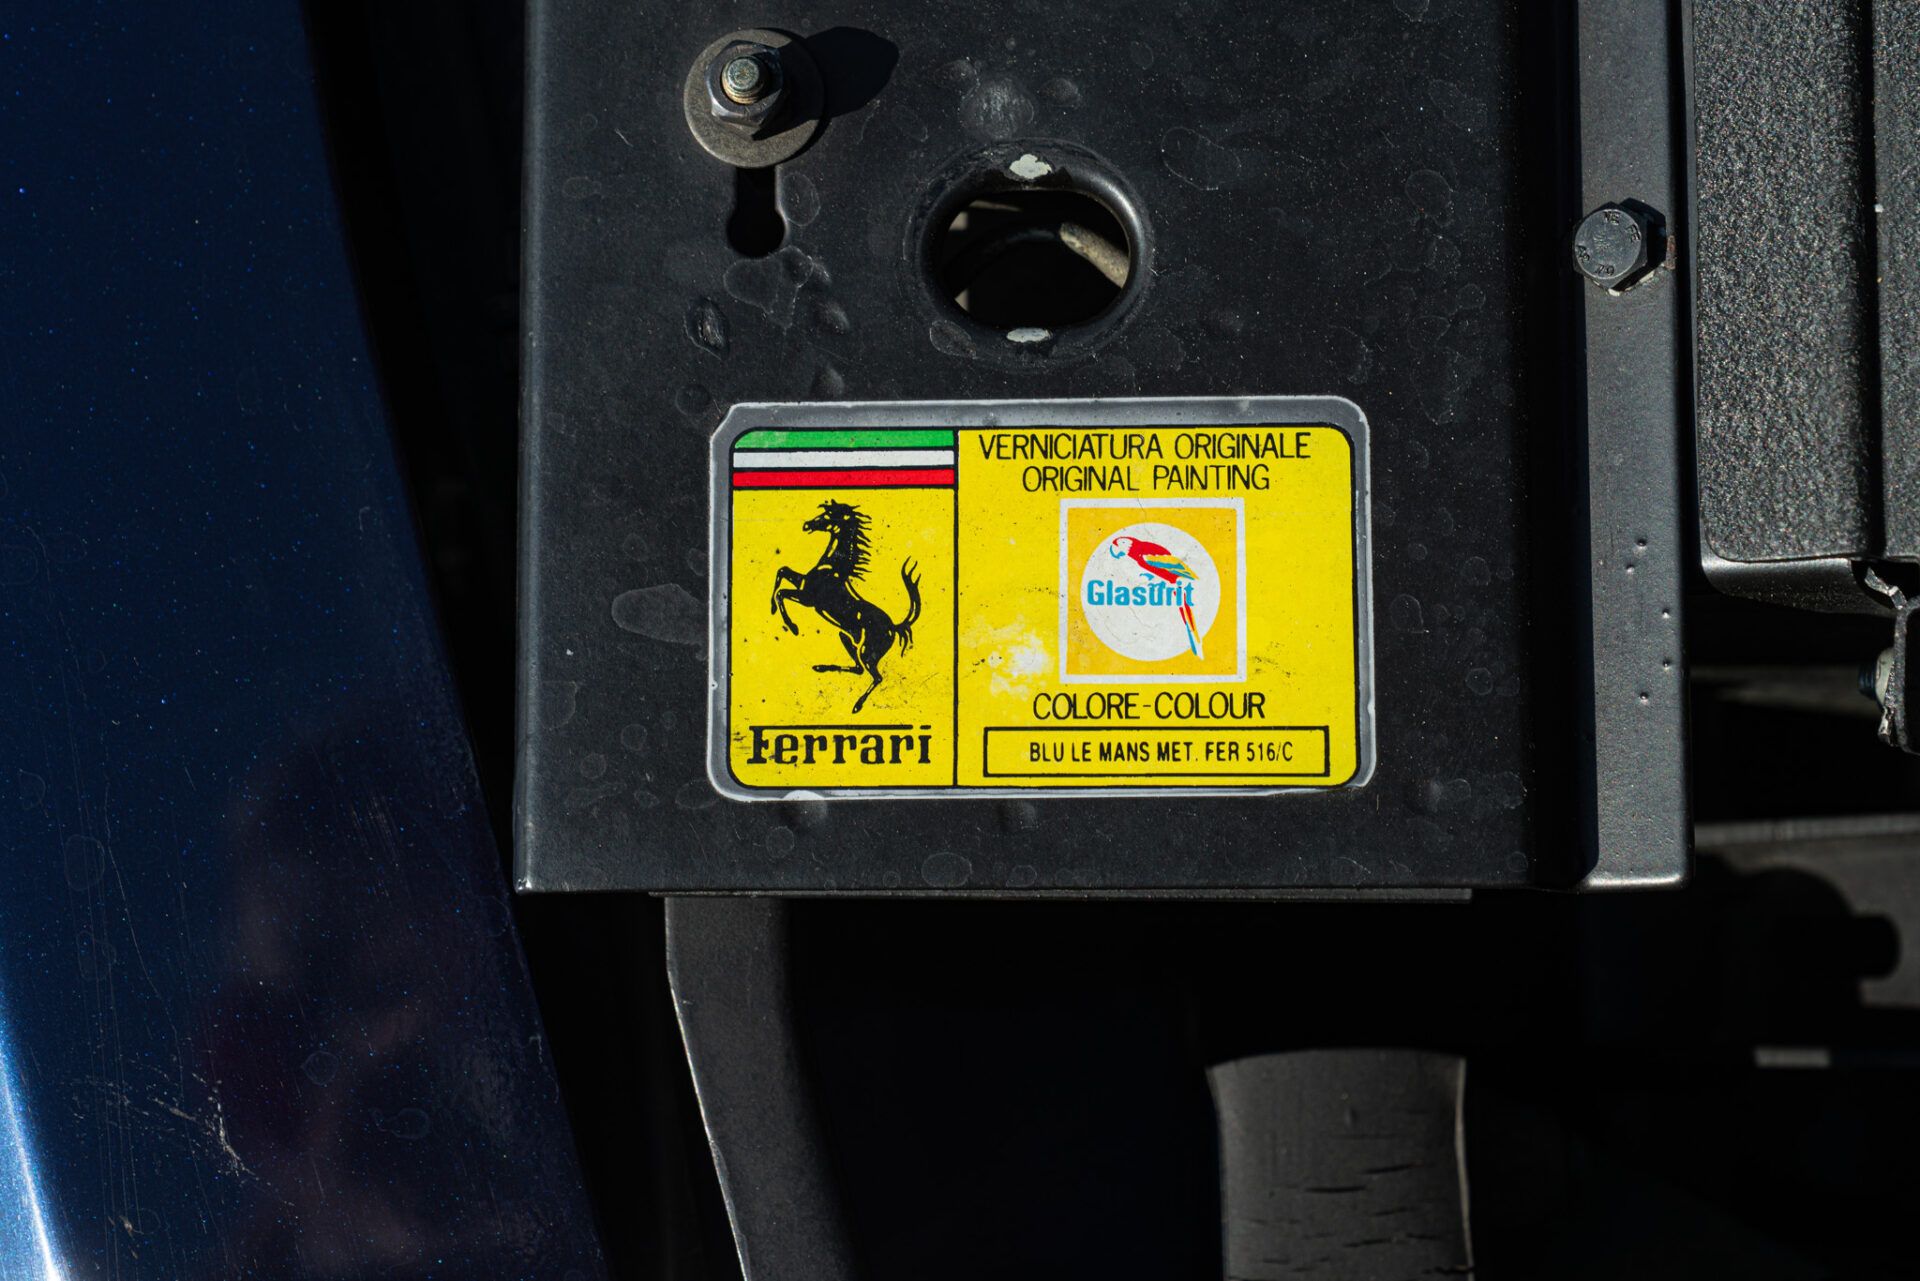 VERNICIATURA ORIGINALE
ORIGINAL PAINTING
Glasurit
COLORE-COLOUR
BLU LE MANS MET. FER 516/C
Ferrari